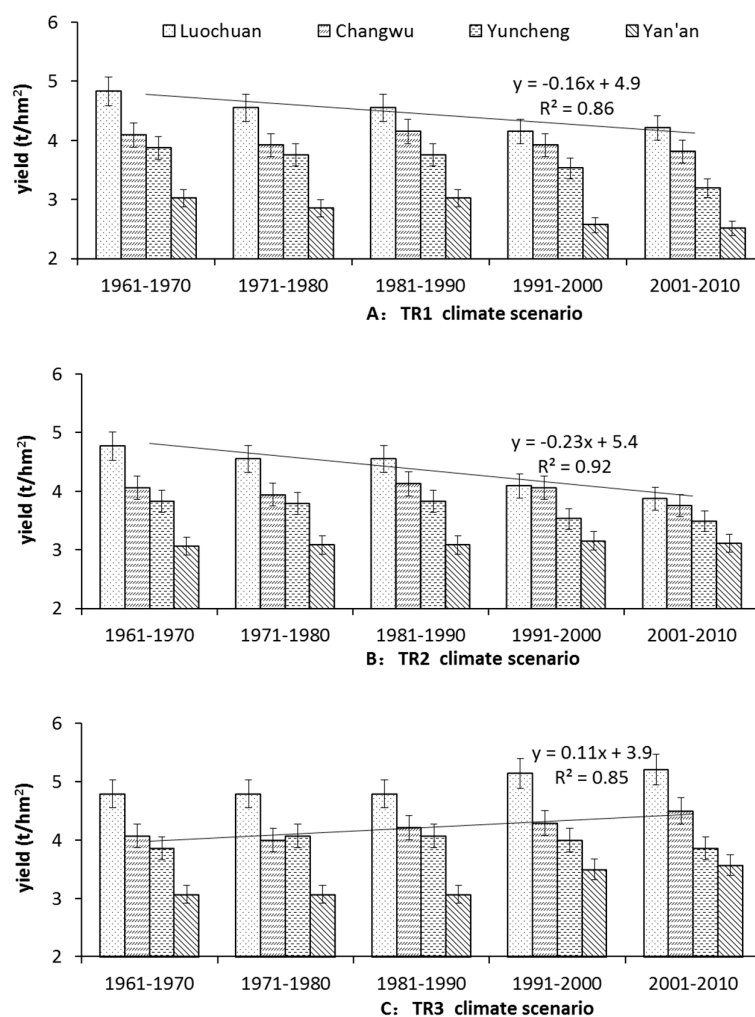 6
Luochuan Changwu Yuncheng Yan'an
5
y = -0.16x + 4.9
R² = 0.86
4
yield (t/hm²)
3
2
1961-1970 1971-1980 1981-1990 1991-2000 2001-2010
A： TR1 climate scenario
6
5
y = -0.23x + 5.4
R² = 0.92
4
yield (t/hm²)
3
2
1961-1970 1971-1980 1981-1990 1991-2000 2001-2010
B： TR2 climate scenario
6
y = 0.11x + 3.9
R² = 0.85
5
4
yield (t/hm²)
3
2
1961-1970 1971-1980 1981-1990 1991-2000 2001-2010
C： TR3 climate scenario